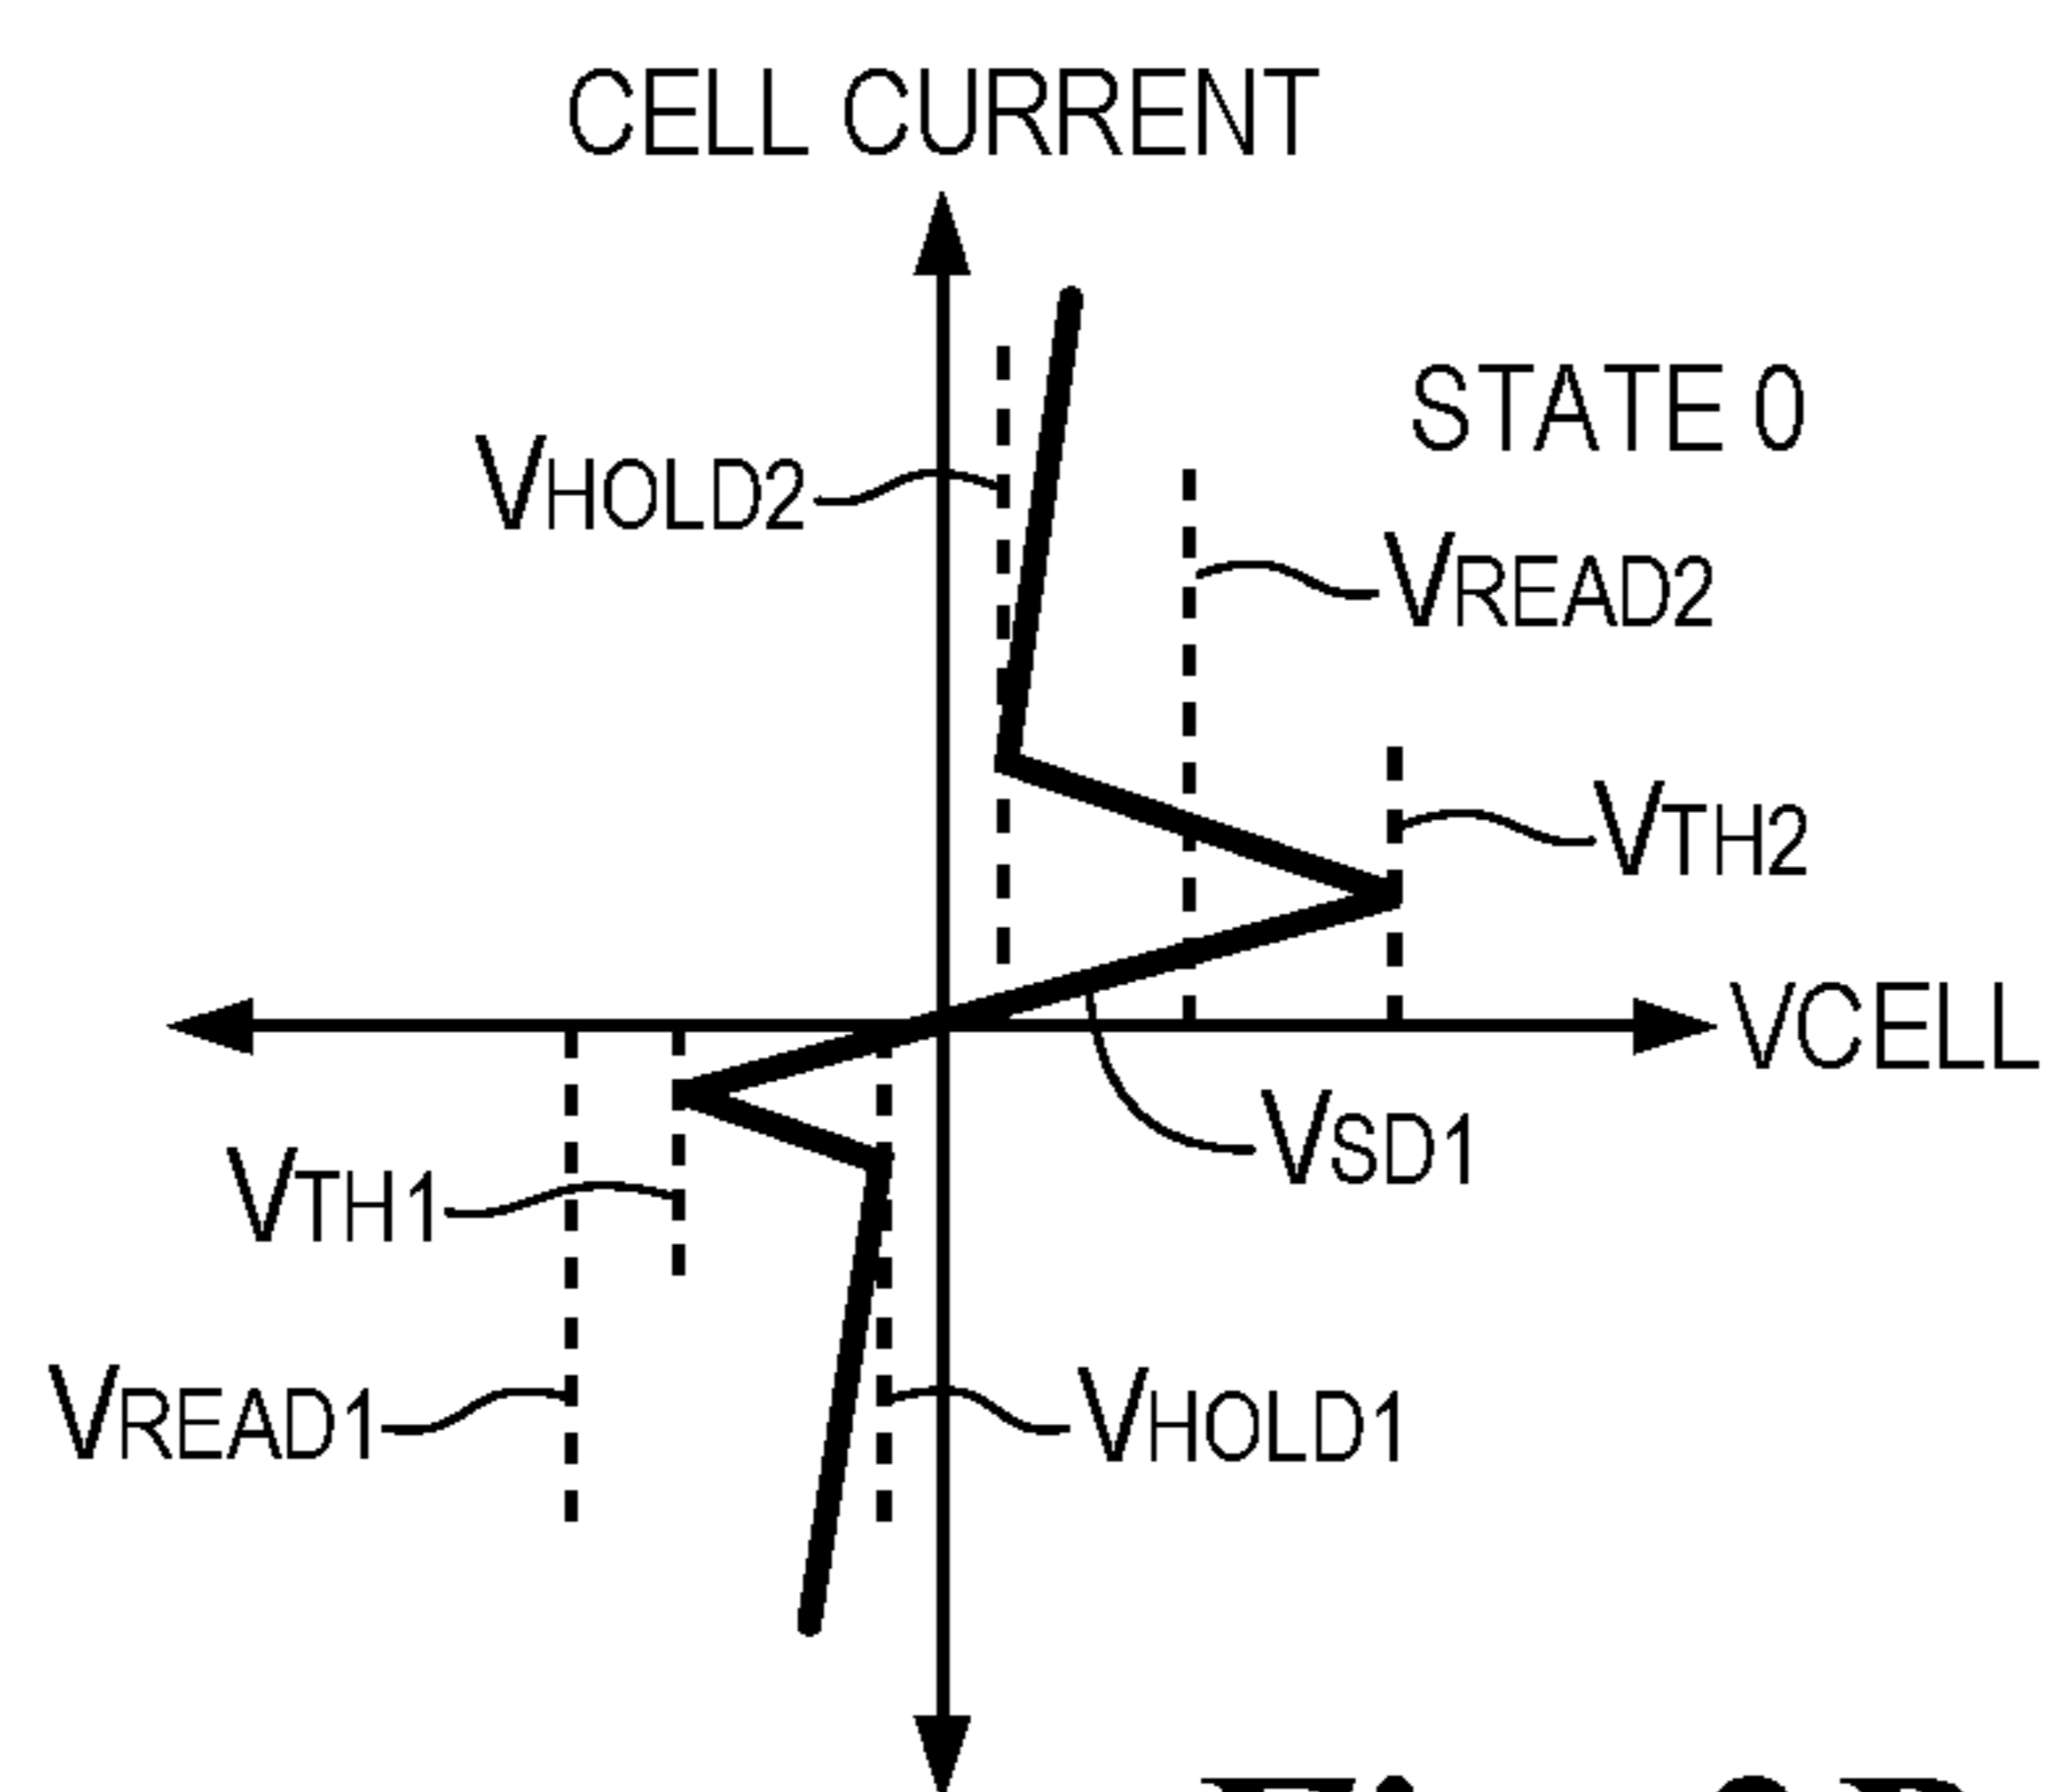 CELL CURRENT
STATE 0
VHOLD2
VREAD2
VTH2
VCELL
VSD1
VTH1
VREAD1
VHOLD1